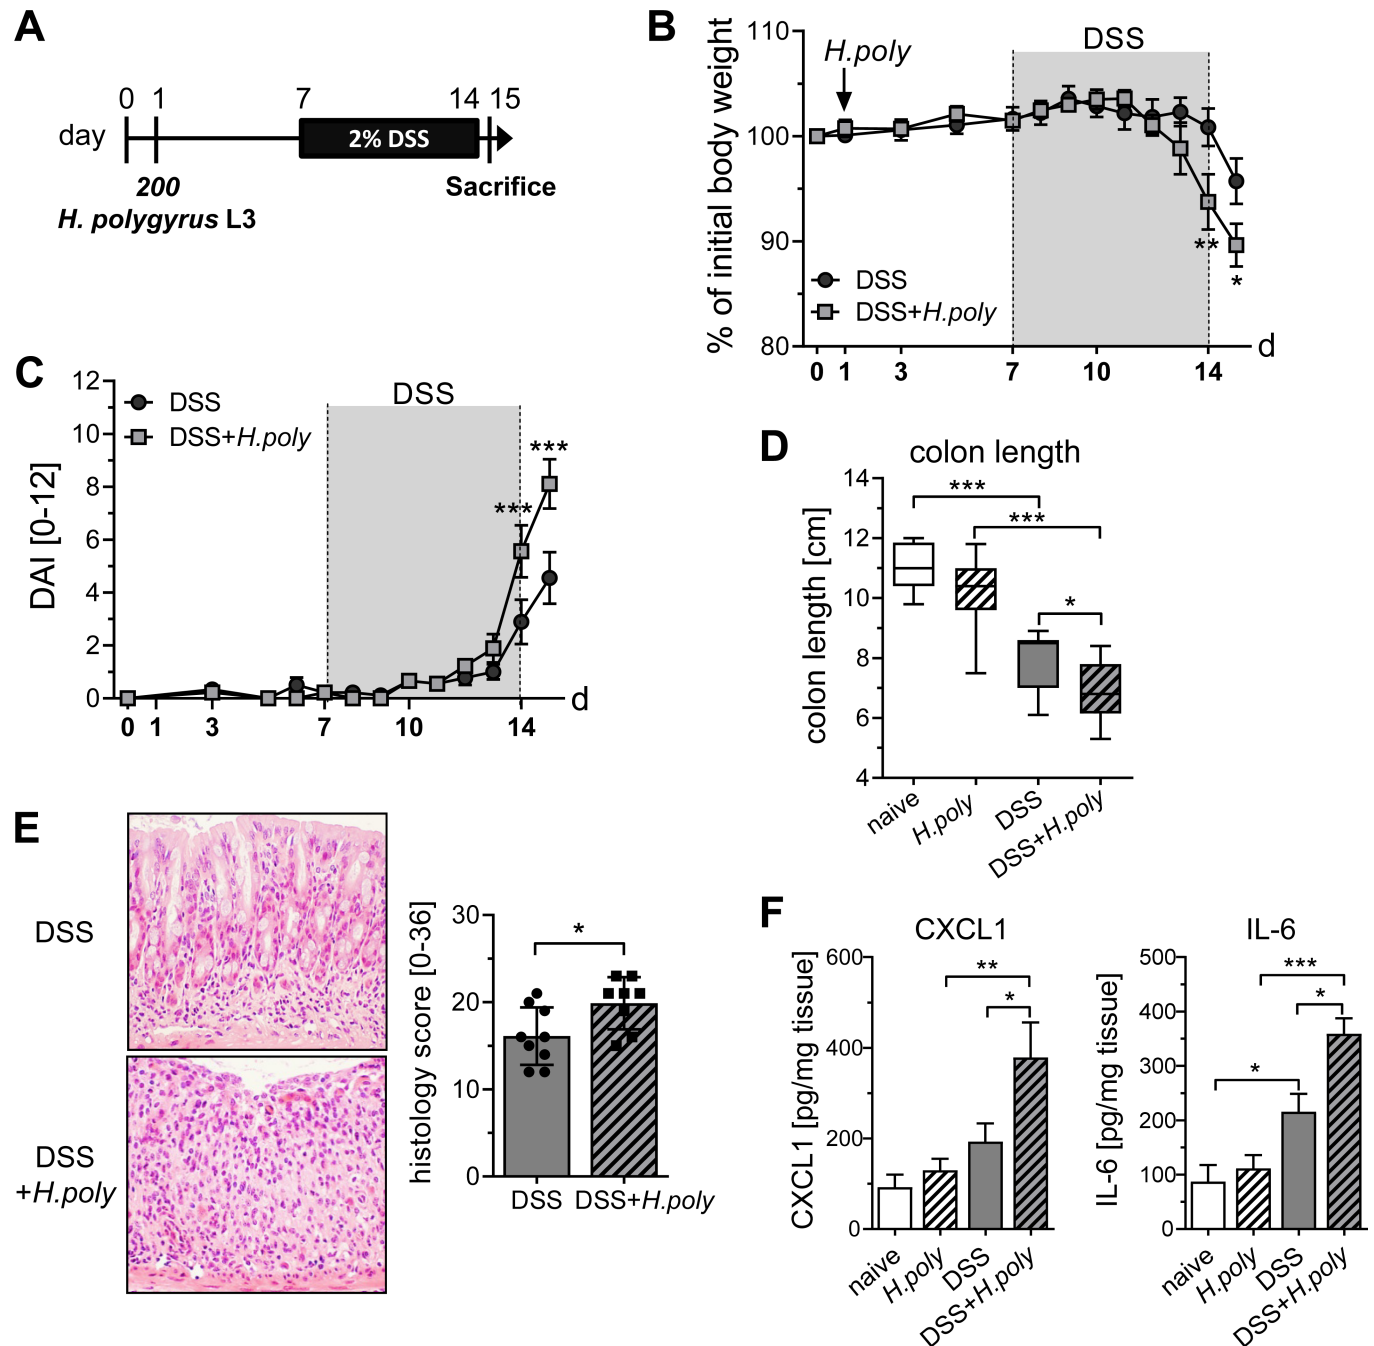 A
0 1 7 14 15
day
2% DSS
200
H. polygyrus L3
Sacrifice
B
% of initial body weight
110
100
90
80
DSS
H.poly
**
*
DSS
DSS+H.poly
0 1 3 7 10 14
d
C
DAI [0-12]
12
10
8
6
4
2
0
DSS
DSS
DSS+H.poly
***
***
0 1 3 7 10 14
d
D
colon length
colon length [cm]
14
12
10
8
6
4
***
***
*
naive
H.poly
DSS
DSS+H.poly
E
DSS
DSS
+H.poly
histology score [0-36]
30
20
10
0
*
DSS DSS+H.poly
F
CXCL1
CXCL1 [pg/mg tissue]
600
400
200
0
**
*
naive
H.poly
DSS
DSS+H.poly
IL-6
IL-6 [pg/mg tissue]
500
400
300
200
100
0
***
*
*
naive
H.poly
DSS
DSS+H.poly